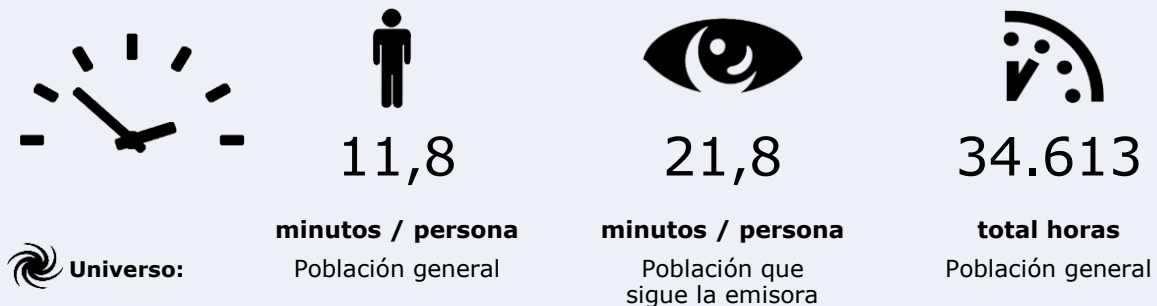 11,8
21,8
34.613
minutos / persona
minutos / persona
total horas
Universo:
Población general
Población que
sigue la emisora
Población general